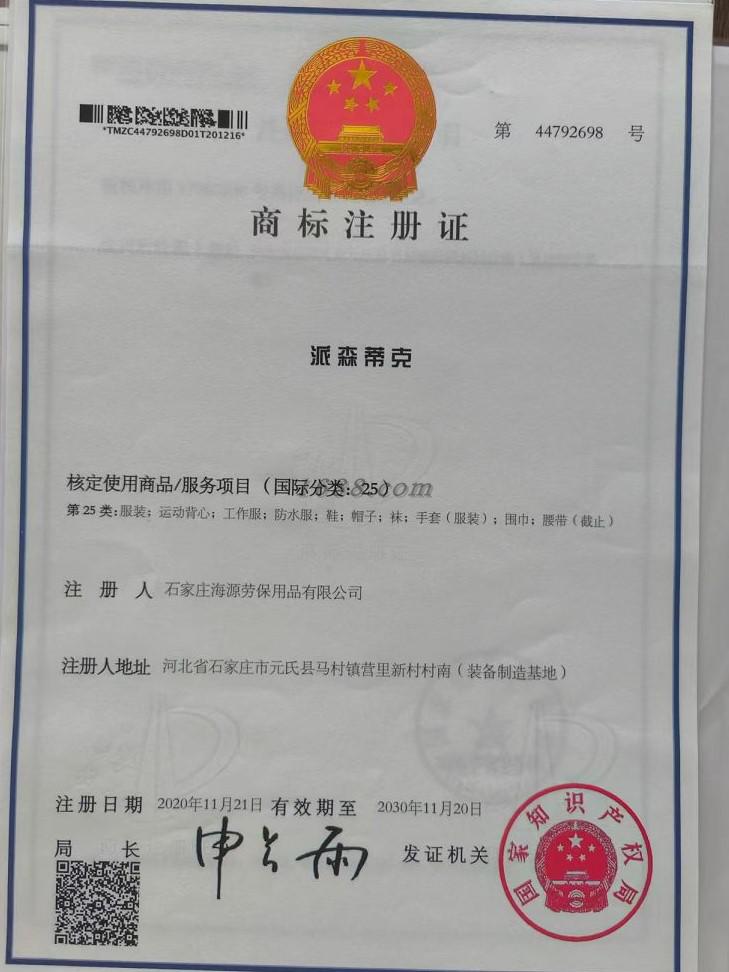 *TMZC44792698D01T201216*
第 44792698 号
商标注册证
派森蒂克
核定使用商品/服务项目（国际分类：25）
1688.com
第 25 类:服装；运动背心；工作服；防水服；鞋；帽子；袜；手套（服装）；围巾；腰带（截止）
注 册 人 石家庄海源劳保用品有限公司
注册人地址 河北省石家庄市元氏县马村镇营里新村村南（装备制造基地）
注册日期 2020年11月21日 有效期至 2030年11月20日
局 长 申长雨 发证机关
国家知识产权局